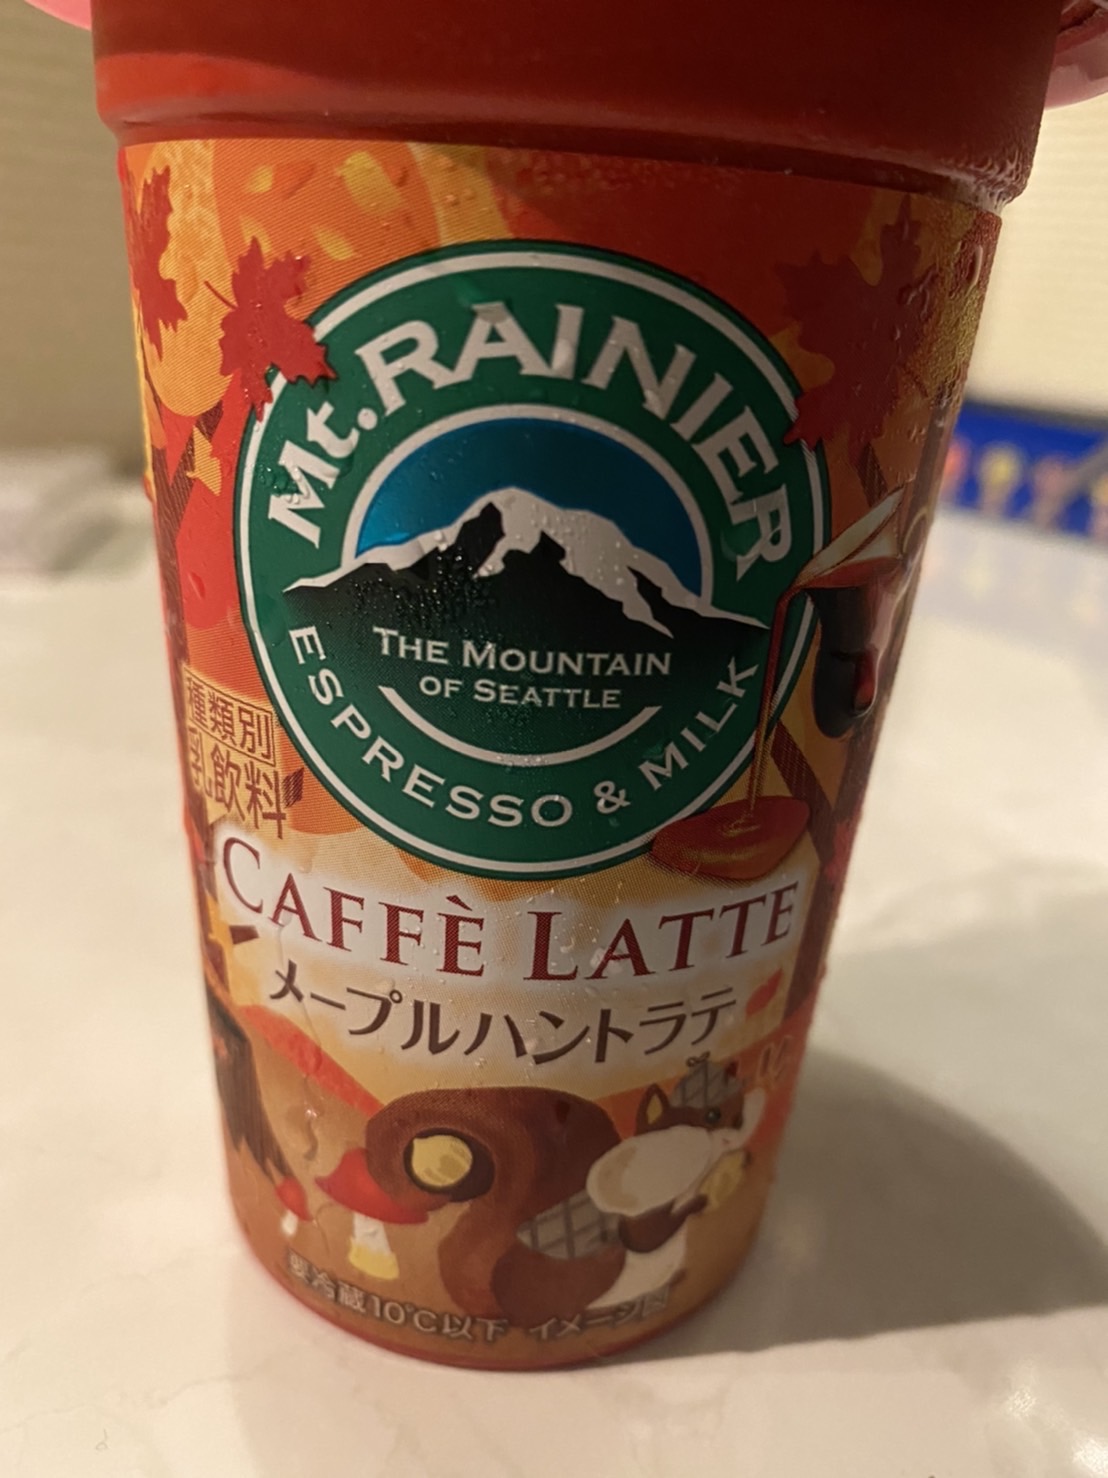 Mt. RAINIER
THE MOUNTAIN
OF SEATTLE
ESPRESSO & MILK
種類別
乳飲料
CAFFÈ LATTE
メープルハントラテ
要冷蔵10℃以下 イメージ図